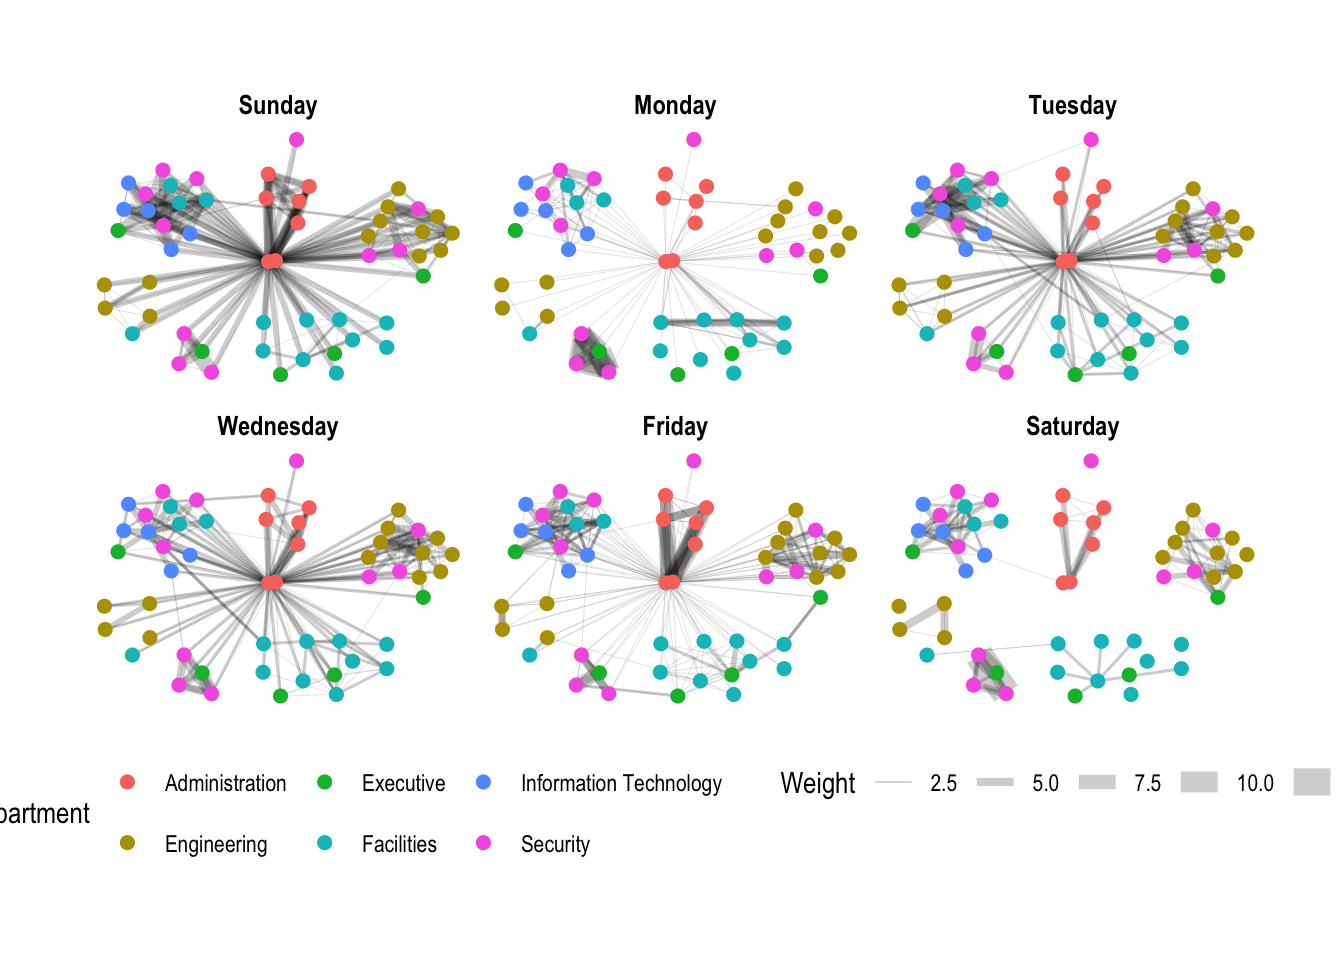 Sunday
Monday
Tuesday
Wednesday
Friday
Saturday
partment
Administration
Executive
Information Technology
Engineering
Facilities
Security
Weight
2.5
5.0
7.5
10.0